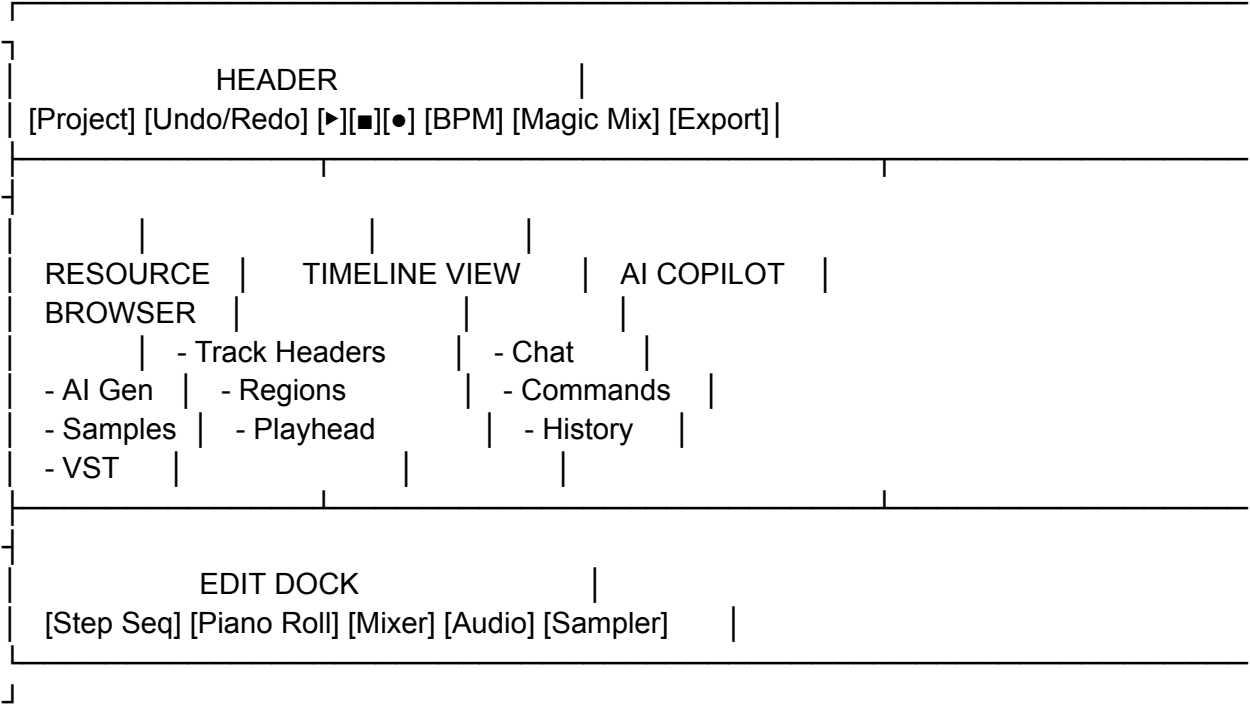 HEADER
[Project] [Undo/Redo] [▶][■][●] [BPM] [Magic Mix] [Export]
RESOURCE │ TIMELINE VIEW │ AI COPILOT
BROWSER
- Track Headers │ - Chat
- AI Gen │ - Regions │ - Commands
- Samples │ - Playhead │ - History
- VST
EDIT DOCK
[Step Seq] [Piano Roll] [Mixer] [Audio] [Sampler]